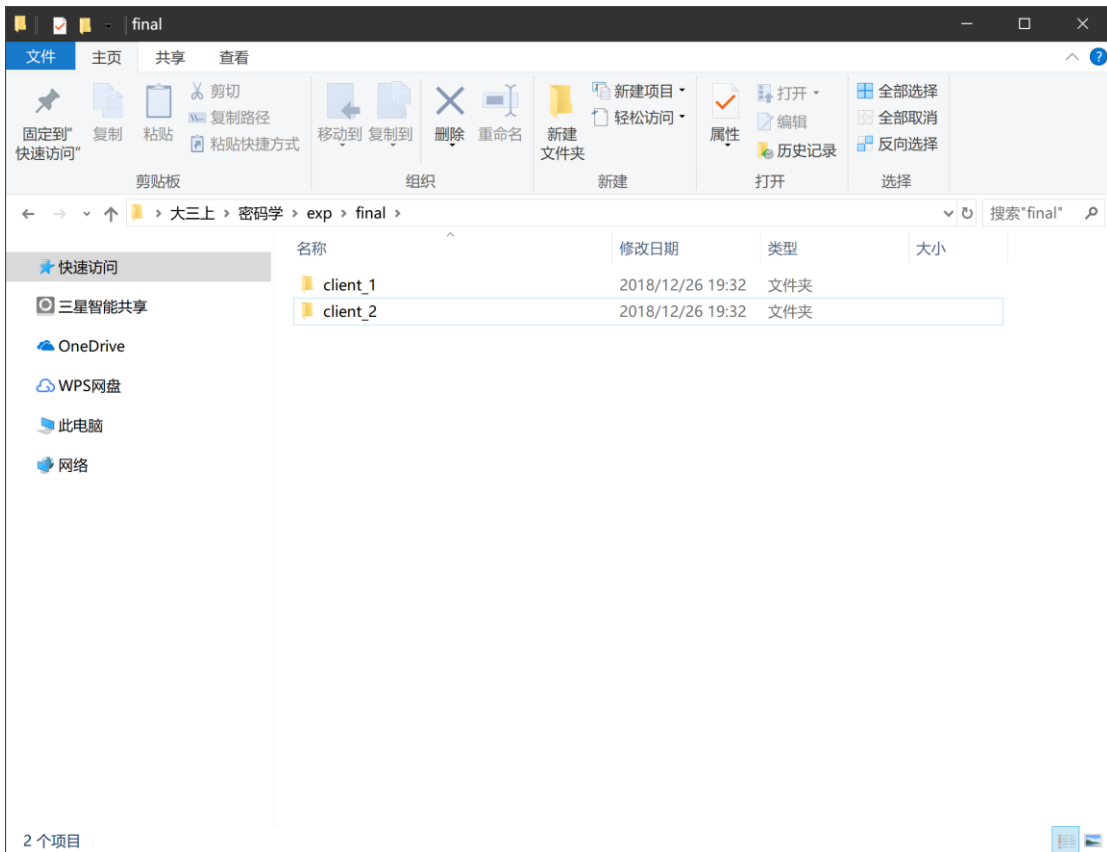 final
文件 主页 共享 查看
固定到"快速访问"
复制
粘贴
剪切
复制路径
粘贴快捷方式
剪贴板
移动到 复制到
删除 重命名
组织
新建
文件夹
新建项目
轻松访问
新建
属性
打开
编辑
历史记录
打开
全部选择
全部取消
反向选择
选择
大三上 > 密码学 > exp > final >
搜索"final"
名称 修改日期 类型 大小
快速访问
三星智能共享
OneDrive
WPS网盘
此电脑
网络
client_1 2018/12/26 19:32 文件夹
client_2 2018/12/26 19:32 文件夹
2 个项目